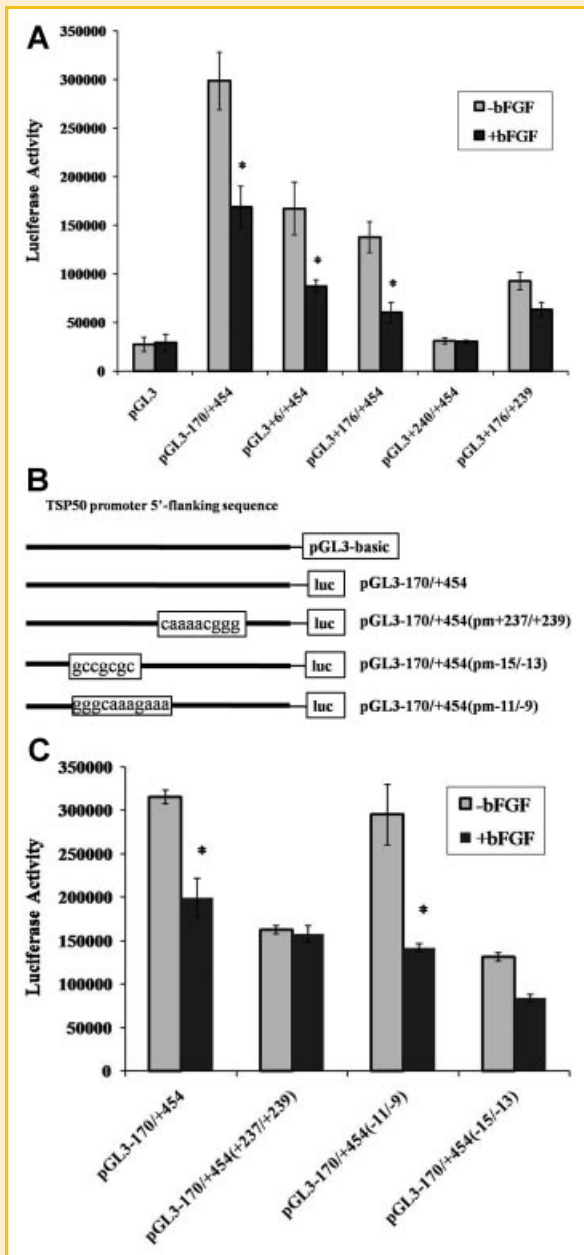 A
Luciferase Activity
350000
300000
250000
200000
150000
100000
50000
0
-bFGF
+bFGF
*
*
*
pGL3
pGL3-170/+454
pGL3+6/+454
pGL3+176/+454
pGL3+240/+454
pGL3+176/+239
B
TSP50 promoter 5'-flanking sequence
pGL3-basic
luc pGL3-170/+454
caaaacggg luc pGL3-170/+454(pm+237/+239)
gccgcgc luc pGL3-170/+454(pm-15/-13)
gggcaaagaaa luc pGL3-170/+454(pm-11/-9)
C
Luciferase Activity
350000
300000
250000
200000
150000
100000
50000
0
-bFGF
+bFGF
*
*
pGL3-170/+454
pGL3-170/+454(+237/+239)
pGL3-170/+454(-11/-9)
pGL3-170/+454(-15/-13)